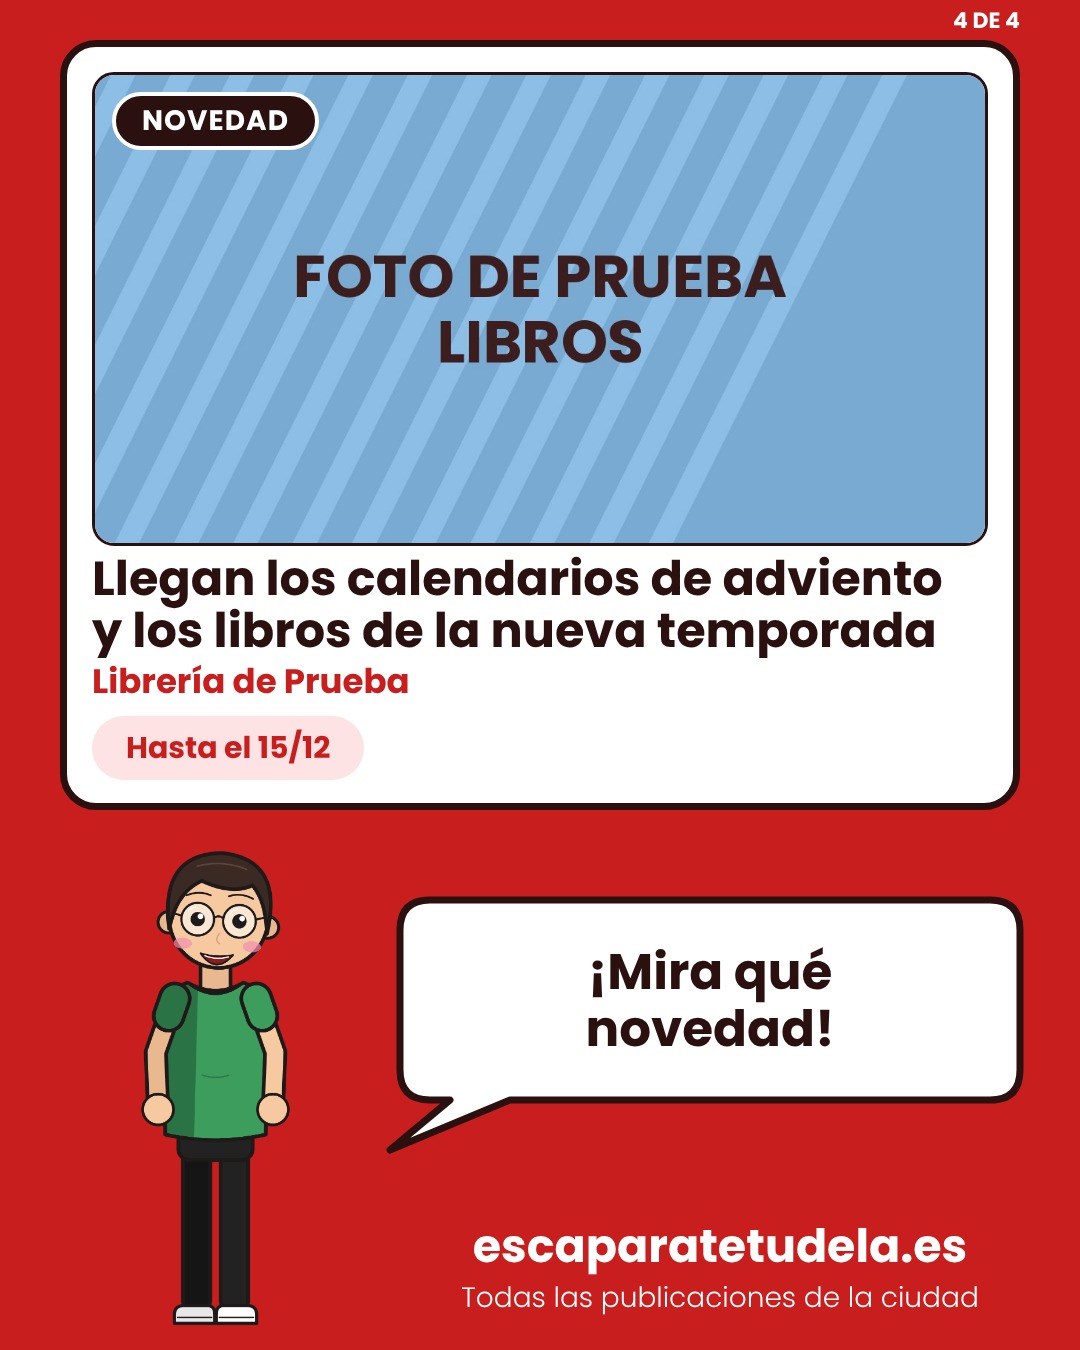 4 DE 4
NOVEDAD
FOTO DE PRUEBA
LIBROS
Llegan los calendarios de adviento
y los libros de la nueva temporada
Librería de Prueba
Hasta el 15/12
¡Mira qué
novedad!
escaparatetudela.es
Todas las publicaciones de la ciudad